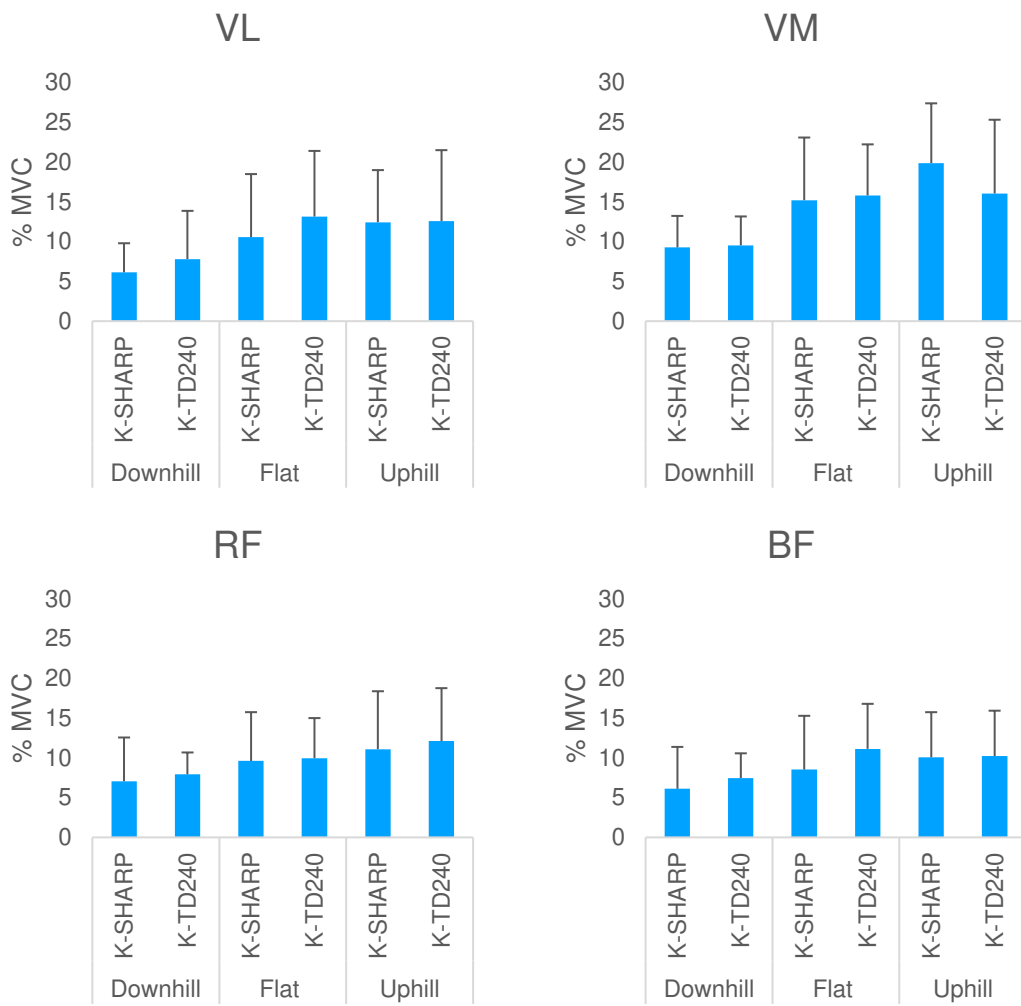 VL
30
25
20
15
10
5
0
% MVC
K-SHARP
K-TD240
K-SHARP
K-TD240
K-SHARP
K-TD240
Downhill
Flat
Uphill
VM
30
25
20
15
10
5
0
% MVC
K-SHARP
K-TD240
K-SHARP
K-TD240
K-SHARP
K-TD240
Downhill
Flat
Uphill
RF
30
25
20
15
10
5
0
% MVC
K-SHARP
K-TD240
K-SHARP
K-TD240
K-SHARP
K-TD240
Downhill
Flat
Uphill
BF
30
25
20
15
10
5
0
% MVC
K-SHARP
K-TD240
K-SHARP
K-TD240
K-SHARP
K-TD240
Downhill
Flat
Uphill